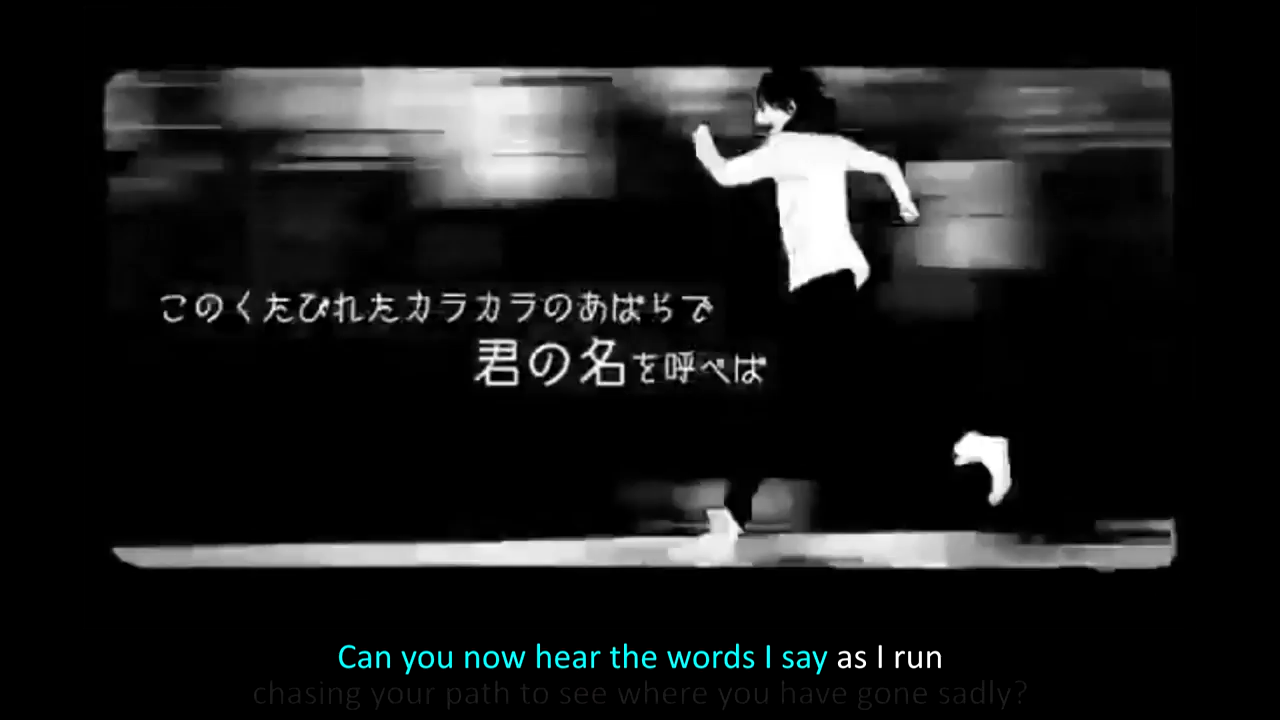 このくたびれたカラカラのあばらで
君の名を呼べば
Can you now hear the words I say as I run
chasing your path to see where you have gone sadly?